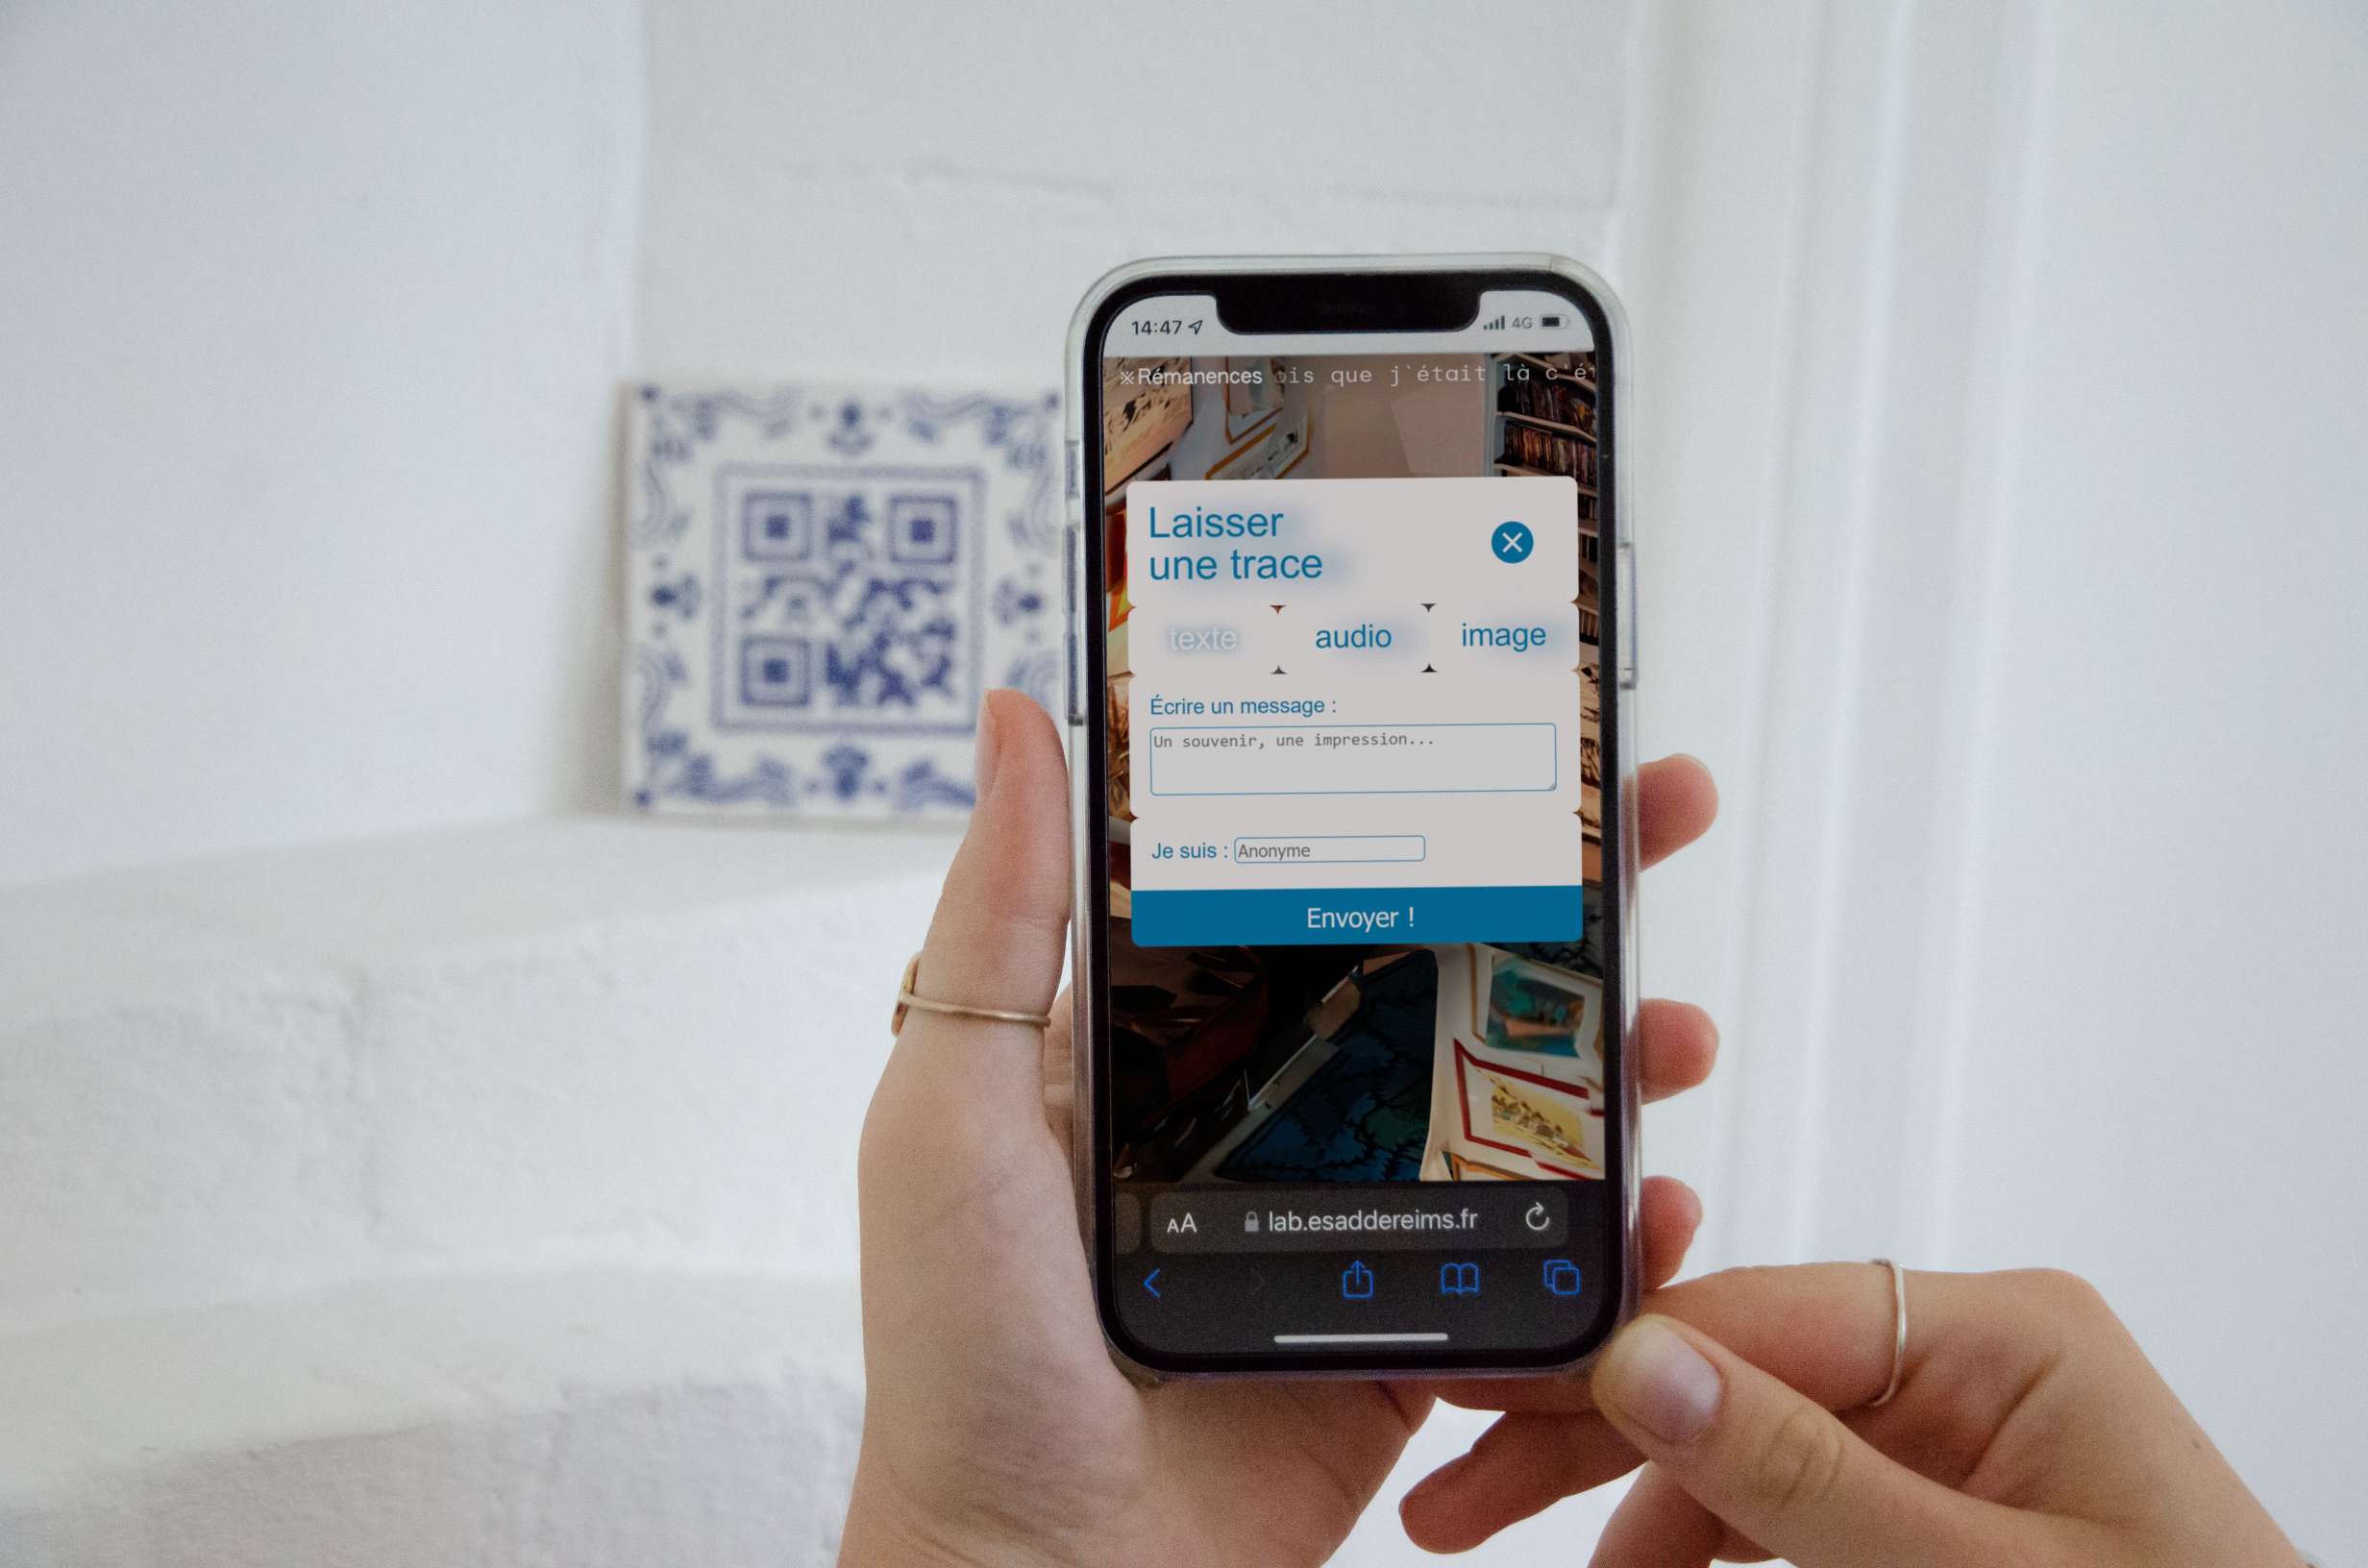 14:47 4G
※Rémanences ois que j`était là c'é
Laisser
une trace
texte audio image
Écrire un message :
Un souvenir, une impression...
Je suis : Anonyme
Envoyer !
AA lab.esaddereims.fr